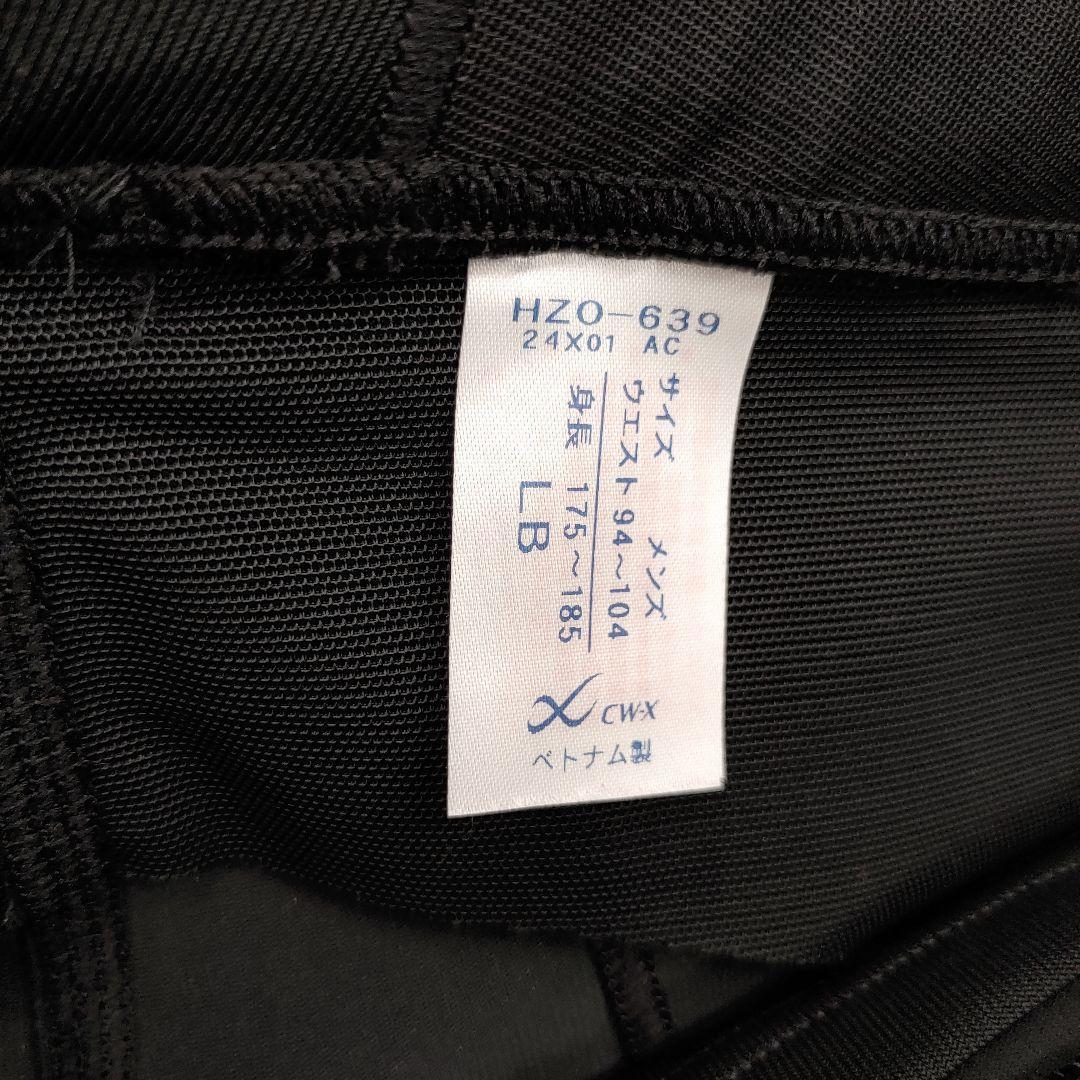 HZO-639
24X01 AC
サイズ メンズ
ウエスト94～104
身長 175～185
LB
CW-X
ベトナム製